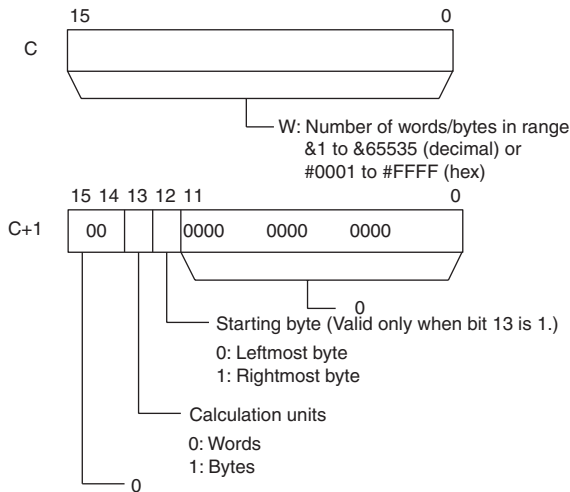 15 0
C
W: Number of words/bytes in range
&1 to &65535 (decimal) or
#0001 to #FFFF (hex)
15 14 13 12 11 0
C+1 00 0000 0000 0000
0
Starting byte (Valid only when bit 13 is 1.)
0: Leftmost byte
1: Rightmost byte
Calculation units
0: Words
1: Bytes
0